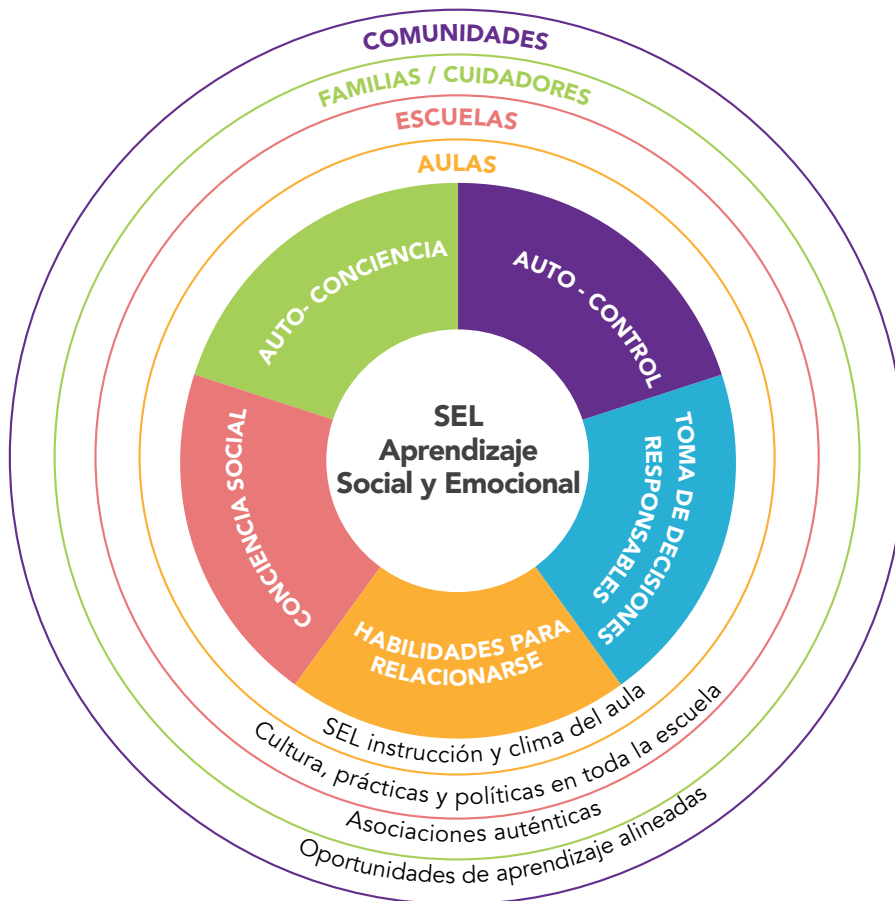 COMUNIDADES
FAMILIAS / CUIDADORES
ESCUELAS
AULAS
AUTO- CONCIENCIA
AUTO - CONTROL
TOMA DE DECISIONES
RESPONSABLES
HABILIDADES PARA
RELACIONARSE
CONCIENCIA SOCIAL
SEL
Aprendizaje
Social y Emocional
SEL instrucción y clima del aula
Cultura, prácticas y políticas en toda la escuela
Asociaciones auténticas
Oportunidades de aprendizaje alineadas